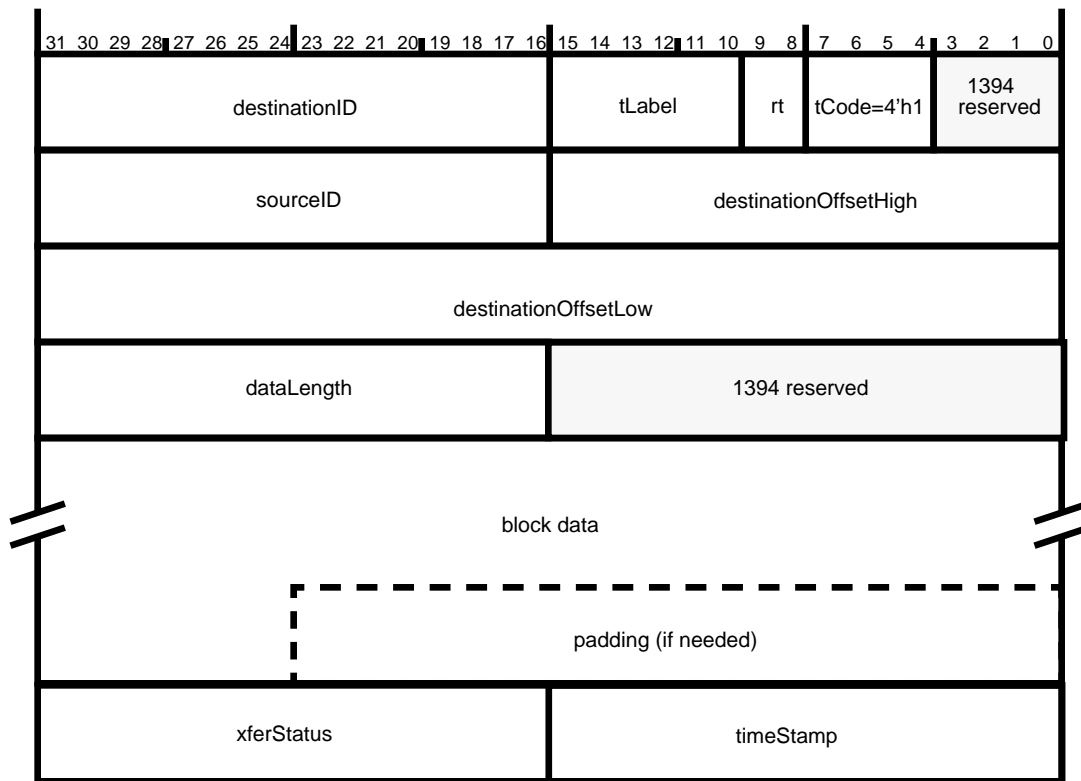 31 30 29 28 27 26 25 24 23 22 21 20 19 18 17 16 15 14 13 12 11 10 9 8 7 6 5 4 3 2 1 0
destinationID tLabel rt tCode=4’h1 1394
reserved
sourceID destinationOffsetHigh
destinationOffsetLow
dataLength 1394 reserved
block data
padding (if needed)
xferStatus timeStamp